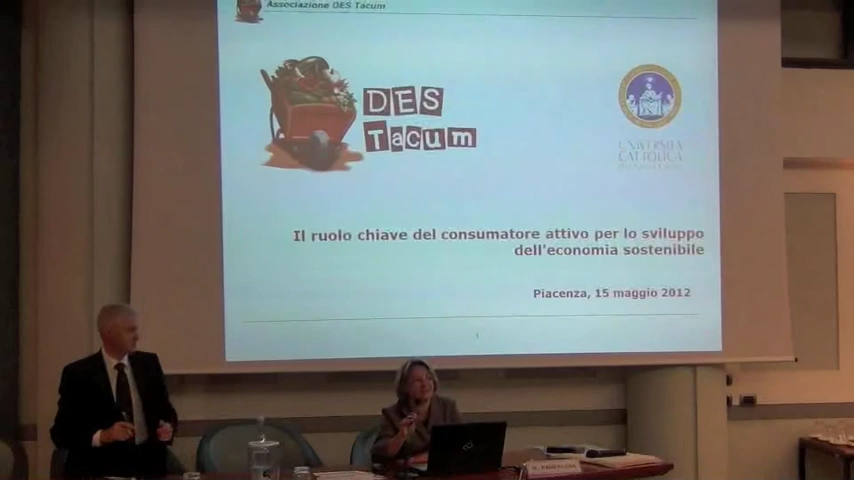 Associazione DES Tacum
DES
Tacum
UNIVERSITÀ
CATTOLICA
Il ruolo chiave del consumatore attivo per lo sviluppo
dell'economia sostenibile
Piacenza, 15 maggio 2012
1